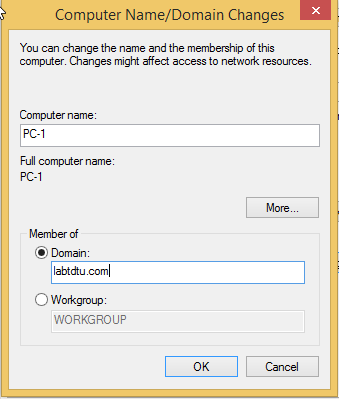 Computer Name/Domain Changes
You can change the name and the membership of this
computer. Changes might affect access to network resources.
Computer name:
PC-1
Full computer name:
PC-1
More...
Member of
Domain:
labtdtu.com
Workgroup:
WORKGROUP
OK
Cancel